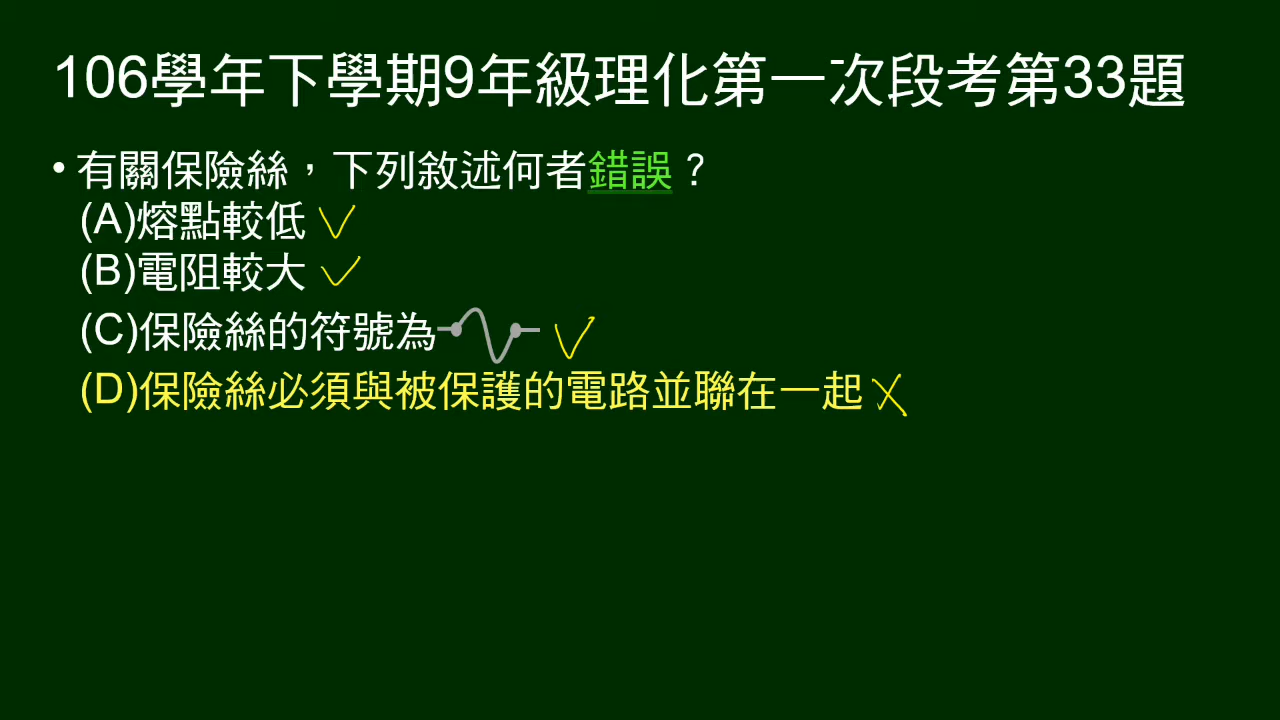 106學年下學期9年級理化第一次段考第33題
• 有關保險絲，下列敘述何者錯誤？
(A)熔點較低
(B)電阻較大
(C)保險絲的符號為
(D)保險絲必須與被保護的電路並聯在一起